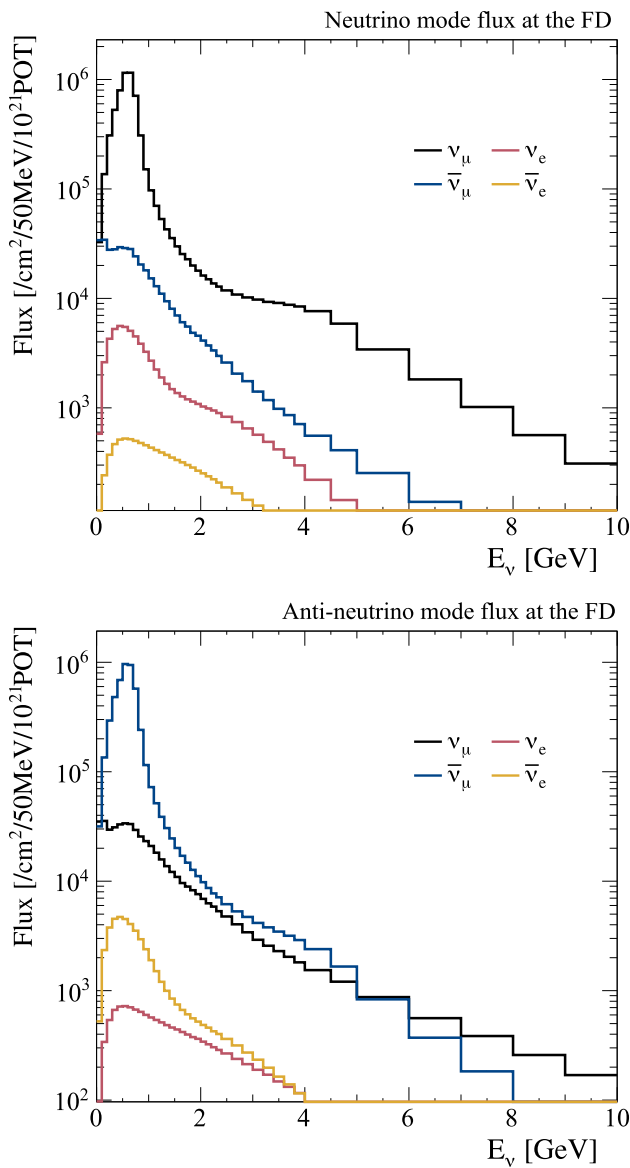 Neutrino mode flux at the FD
Flux [/cm²/50MeV/10²¹POT]
10⁶
10⁵
10⁴
10³
ν_μ ν_e
ν̅_μ ν̅_e
0 2 4 6 8 10
E_ν [GeV]
Anti-neutrino mode flux at the FD
Flux [/cm²/50MeV/10²¹POT]
10⁶
10⁵
10⁴
10³
10²
ν_μ ν_e
ν̅_μ ν̅_e
0 2 4 6 8 10
E_ν [GeV]